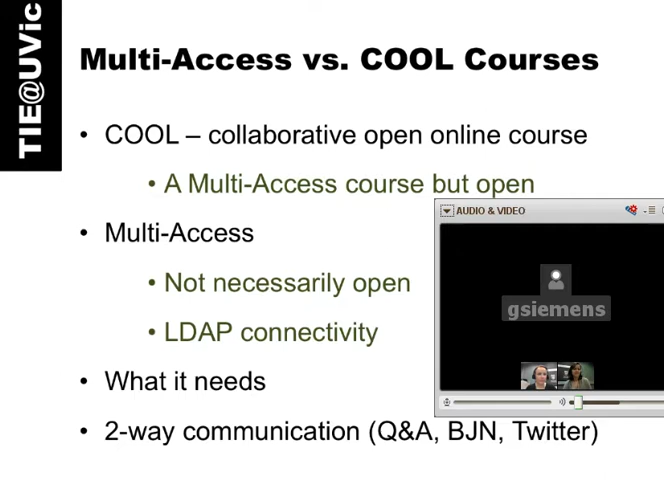 TIE@UVic
Multi-Access vs. COOL Courses
• COOL – collaborative open online course
• A Multi-Access course but open
• Multi-Access
• Not necessarily open
• LDAP connectivity
• What it needs
• 2-way communication (Q&A, BJN, Twitter)
AUDIO & VIDEO
gsiemens